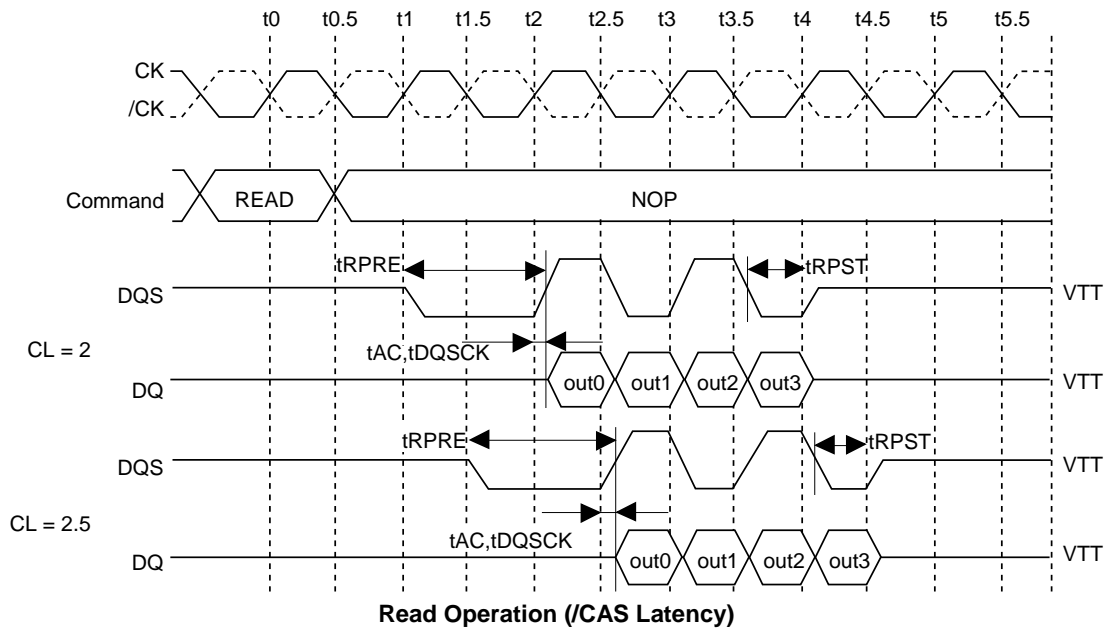 t0 t0.5 t1 t1.5 t2 t2.5 t3 t3.5 t4 t4.5 t5 t5.5
CK
/CK
Command READ NOP
tRPRE tRPST
DQS VTT
CL = 2
tAC,tDQSCK
DQ out0 out1 out2 out3 VTT
tRPRE tRPST
DQS VTT
CL = 2.5
tAC,tDQSCK
DQ out0 out1 out2 out3 VTT
Read Operation (/CAS Latency)